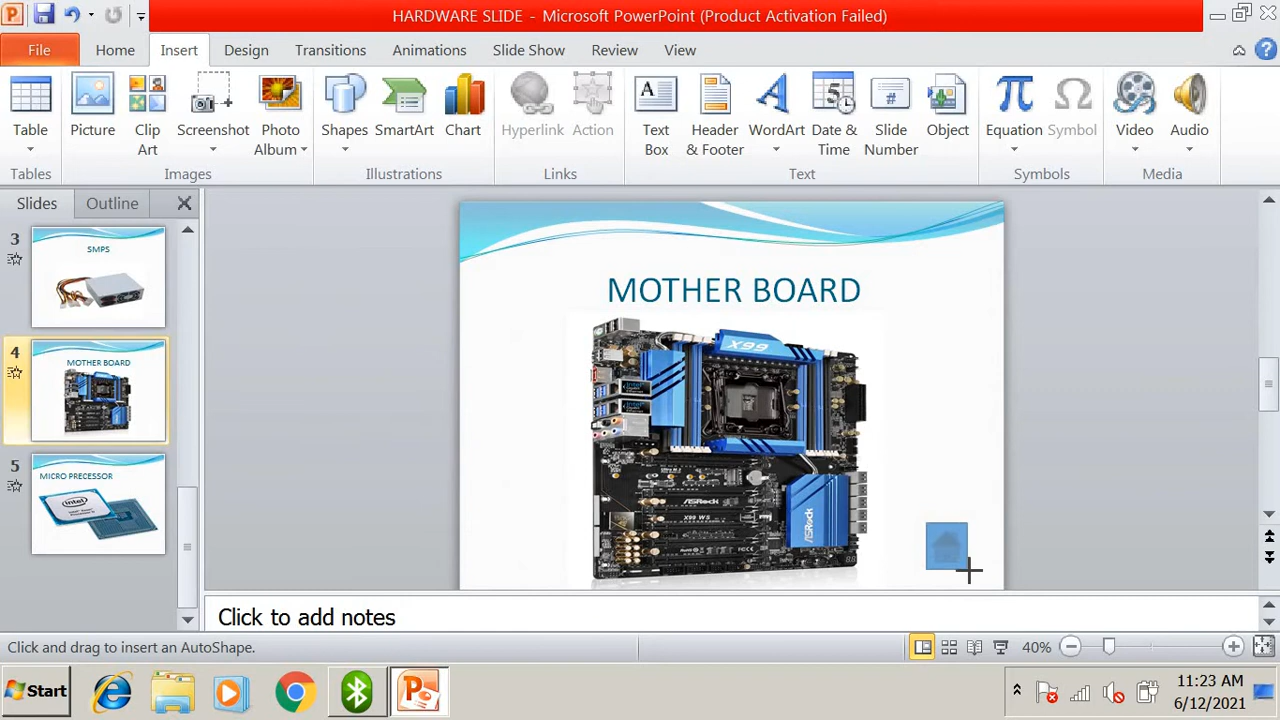 HARDWARE SLIDE - Microsoft PowerPoint (Product Activation Failed)
File Home Insert Design Transitions Animations Slide Show Review View
Table
Picture
Clip Art
Screenshot
Photo Album
Shapes
SmartArt
Chart
Hyperlink
Action
Text Box
Header & Footer
WordArt
Date & Time
Slide Number
Object
Equation
Symbol
Video
Audio
Tables Images Illustrations Links Text Symbols Media
Slides Outline
3
SMPS
4
MOTHER BOARD
5
MICRO PRECESSOR
intel
MOTHER BOARD
X99
ASRock
X99 WS
ASRock
Click to add notes
Click and drag to insert an AutoShape.
40%
Start
11:23 AM
6/12/2021